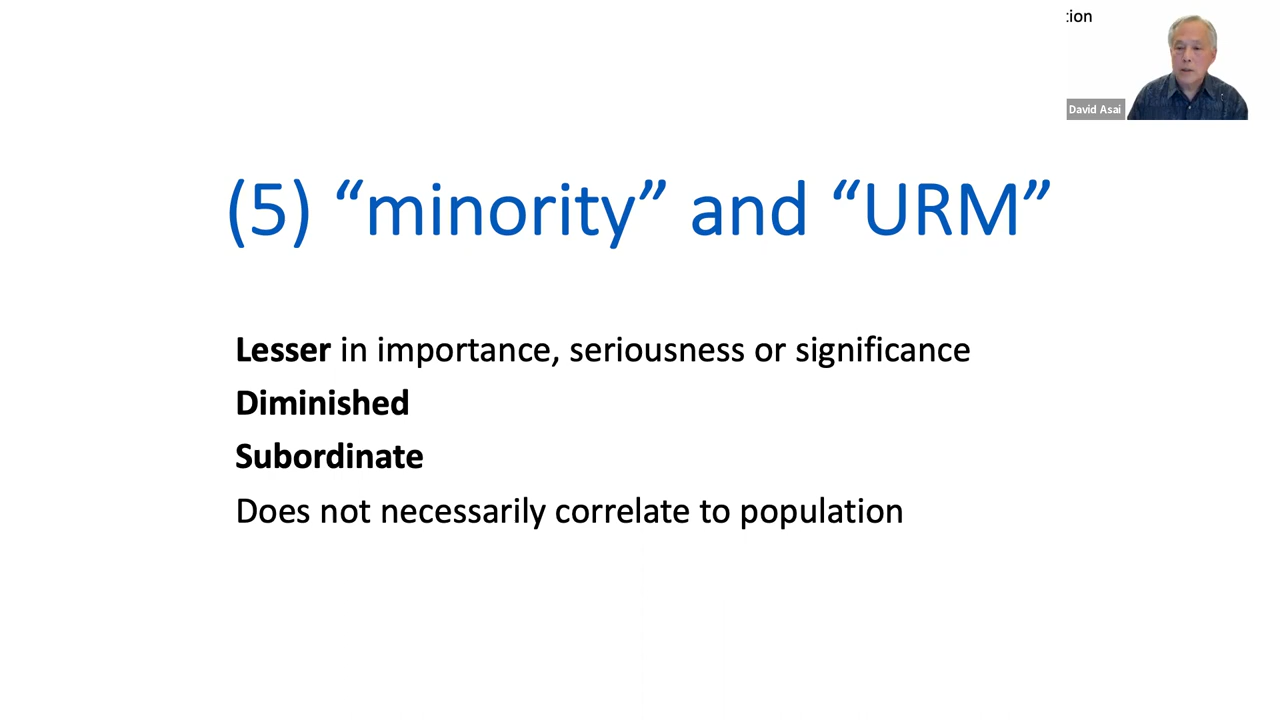 tion
David Asai
(5) “minority” and “URM”
Lesser in importance, seriousness or significance
Diminished
Subordinate
Does not necessarily correlate to population